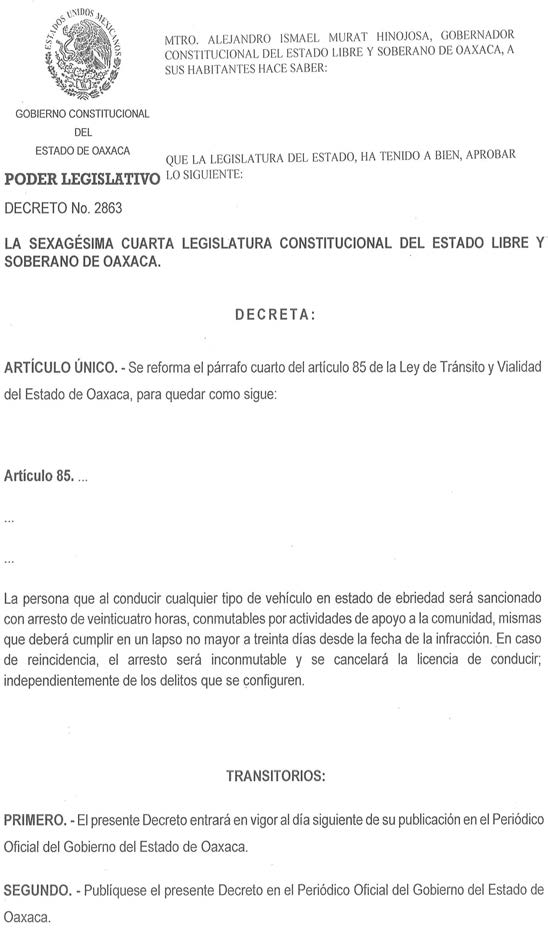 ESTADOS UNIDOS MEXICANOS
MTRO. ALEJANDRO ISMAEL MURAT HINOJOSA, GOBERNADOR
CONSTITUCIONAL DEL ESTADO LIBRE Y SOBERANO DE OAXACA, A
SUS HABITANTES HACE SABER:
GOBIERNO CONSTITUCIONAL
DEL
ESTADO DE OAXACA
QUE LA LEGISLATURA DEL ESTADO, HA TENIDO A BIEN, APROBAR
LO SIGUIENTE:
PODER LEGISLATIVO
DECRETO No. 2863
LA SEXAGÉSIMA CUARTA LEGISLATURA CONSTITUCIONAL DEL ESTADO LIBRE Y
SOBERANO DE OAXACA.
DECRETA:
ARTÍCULO ÚNICO. - Se reforma el párrafo cuarto del artículo 85 de la Ley de Tránsito y Vialidad
del Estado de Oaxaca, para quedar como sigue:
Artículo 85. ...
...
...
La persona que al conducir cualquier tipo de vehículo en estado de ebriedad será sancionado
con arresto de veinticuatro horas, conmutables por actividades de apoyo a la comunidad, mismas
que deberá cumplir en un lapso no mayor a treinta días desde la fecha de la infracción. En caso
de reincidencia, el arresto será inconmutable y se cancelará la licencia de conducir;
independientemente de los delitos que se configuren.
TRANSITORIOS:
PRIMERO. - El presente Decreto entrará en vigor al día siguiente de su publicación en el Periódico
Oficial del Gobierno del Estado de Oaxaca.
SEGUNDO. - Publíquese el presente Decreto en el Periódico Oficial del Gobierno del Estado de
Oaxaca.